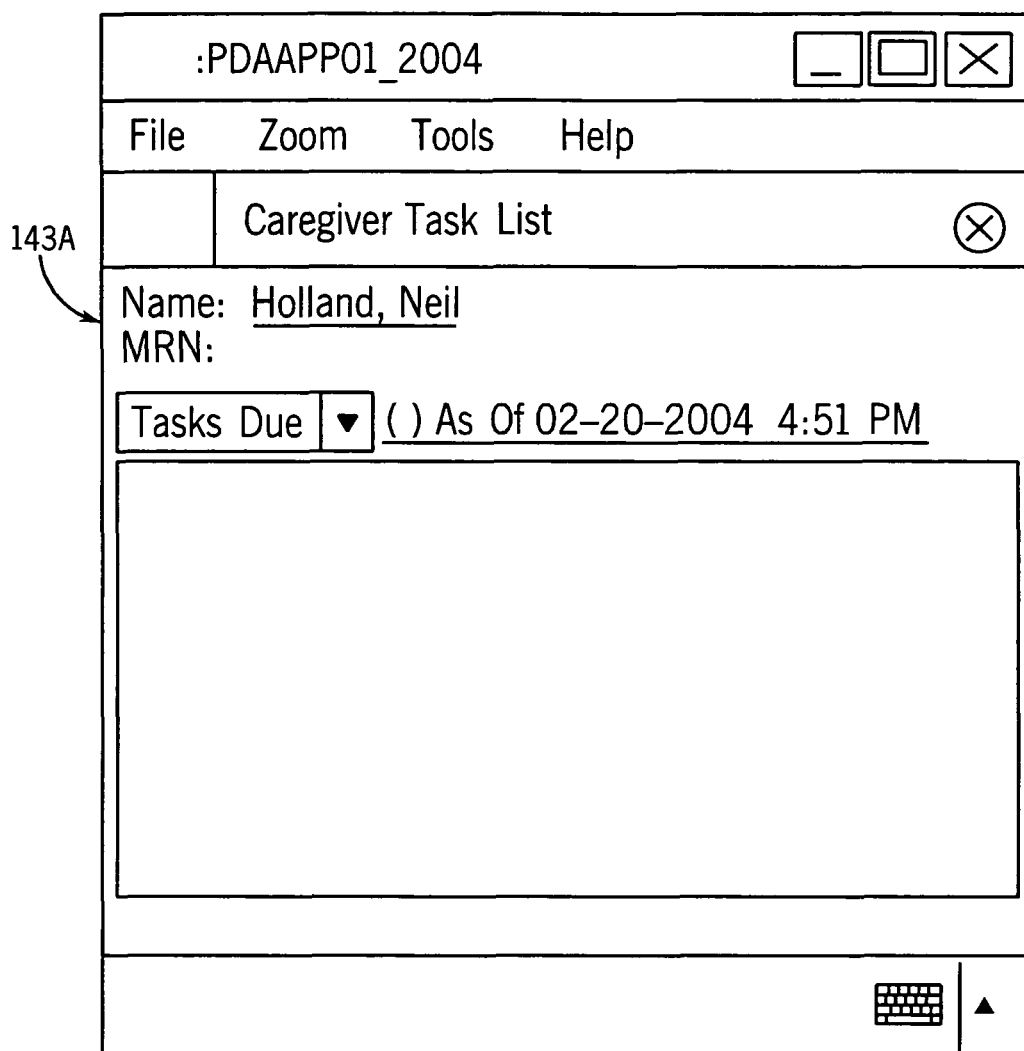 :PDAAPP01_2004
File Zoom Tools Help
Caregiver Task List
143A
Name: Holland, Neil
MRN:
Tasks Due ( ) As Of 02–20–2004 4:51 PM